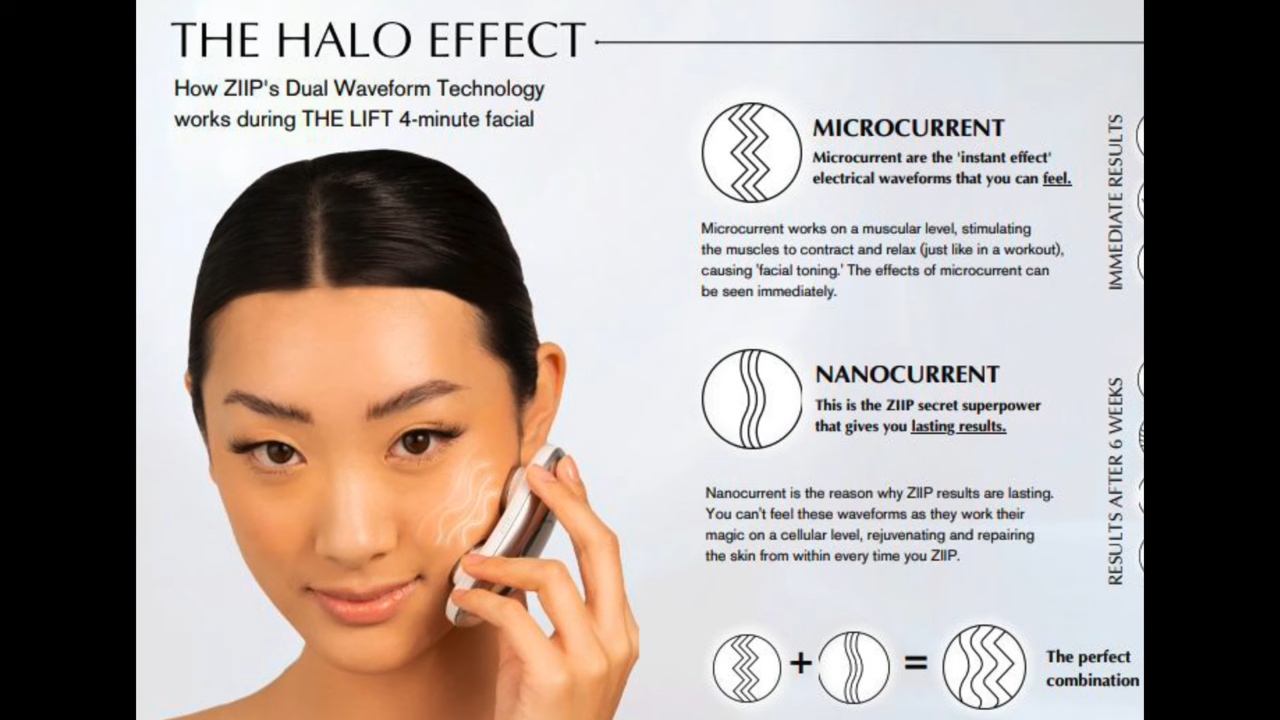 THE HALO EFFECT
How ZIIP's Dual Waveform Technology
works during THE LIFT 4-minute facial
MICROCURRENT
Microcurrent are the 'instant effect'
electrical waveforms that you can feel.
Microcurrent works on a muscular level, stimulating
the muscles to contract and relax (just like in a workout),
causing 'facial toning.' The effects of microcurrent can
be seen immediately.
IMMEDIATE RESULTS
NANOCURRENT
This is the ZIIP secret superpower
that gives you lasting results.
Nanocurrent is the reason why ZIIP results are lasting.
You can't feel these waveforms as they work their
magic on a cellular level, rejuvenating and repairing
the skin from within every time you ZIIP.
RESULTS AFTER 6 WEEKS
+ =
The perfect
combination